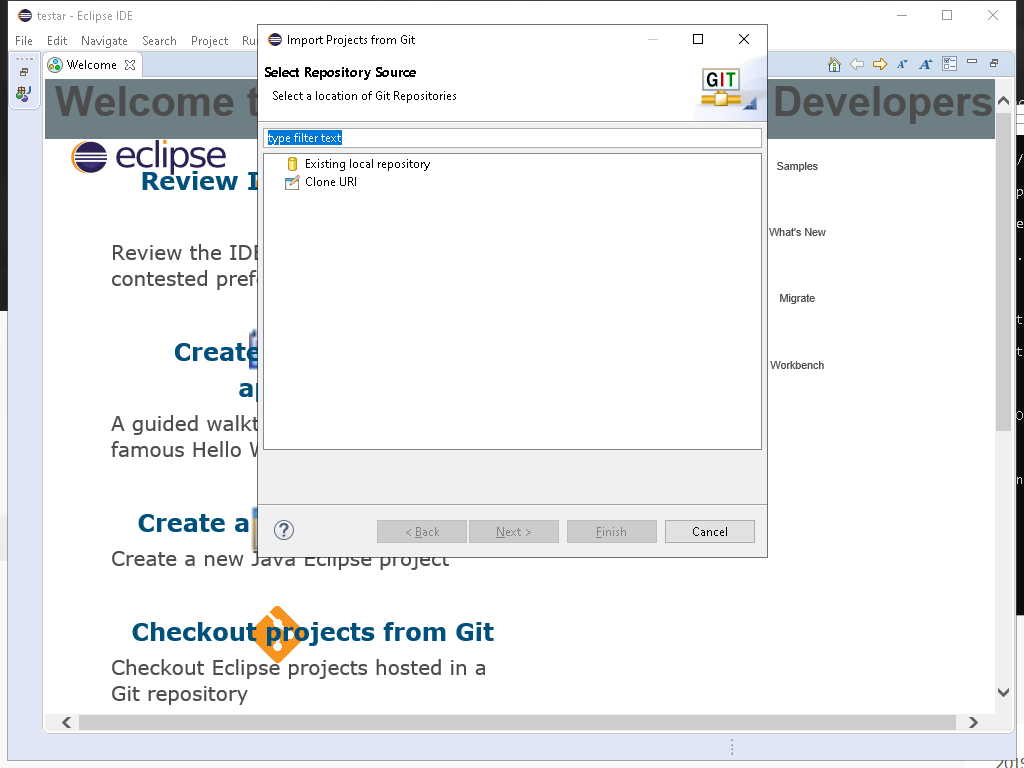 testar - Eclipse IDE
File Edit Navigate Search Project Ru
Welcome
Welcome t
Developers
eclipse
Review I
Review the IDE
contested prefe
Create
ap
A guided walkt
famous Hello W
Create a
Create a new Java Eclipse project
Checkout projects from Git
Checkout Eclipse projects hosted in a
Git repository
Import Projects from Git
Select Repository Source
Select a location of Git Repositories
GIT
type filter text
Existing local repository
Clone URI
< Back Next > Finish Cancel
Samples
What's New
Migrate
Workbench
2019